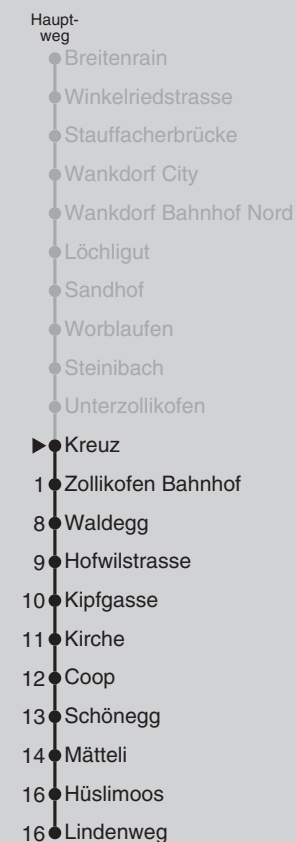 Haupt-
weg
Breitenrain
Winkelriedstrasse
Stauffacherbrücke
Wankdorf City
Wankdorf Bahnhof Nord
Löchligut
Sandhof
Worblaufen
Steinibach
Unterzollikofen
Kreuz
1 Zollikofen Bahnhof
8 Waldegg
9 Hofwilstrasse
10 Kipfgasse
11 Kirche
12 Coop
13 Schönegg
14 Mätteli
16 Hüslimoos
16 Lindenweg